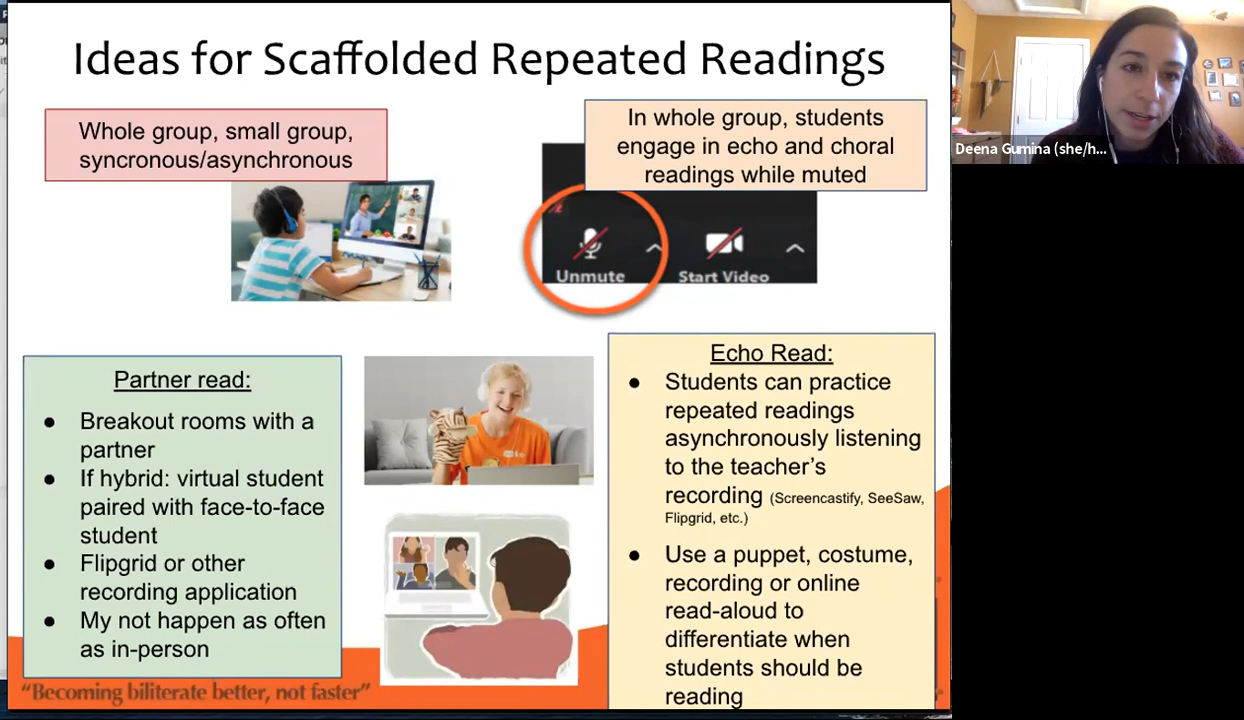 Ideas for Scaffolded Repeated Readings
Whole group, small group,
syncronous/asynchronous
In whole group, students
engage in echo and choral
readings while muted
Unmute
Start Video
Deena Gumina (she/h...
Partner read:
● Breakout rooms with a
partner
● If hybrid: virtual student
paired with face-to-face
student
● Flipgrid or other
recording application
● My not happen as often
as in-person
Echo Read:
● Students can practice
repeated readings
asynchronously listening
to the teacher's
recording (Screencastify, SeeSaw,
Flipgrid, etc.)
● Use a puppet, costume,
recording or online
read-aloud to
differentiate when
students should be
reading
“Becoming biliterate better, not faster”